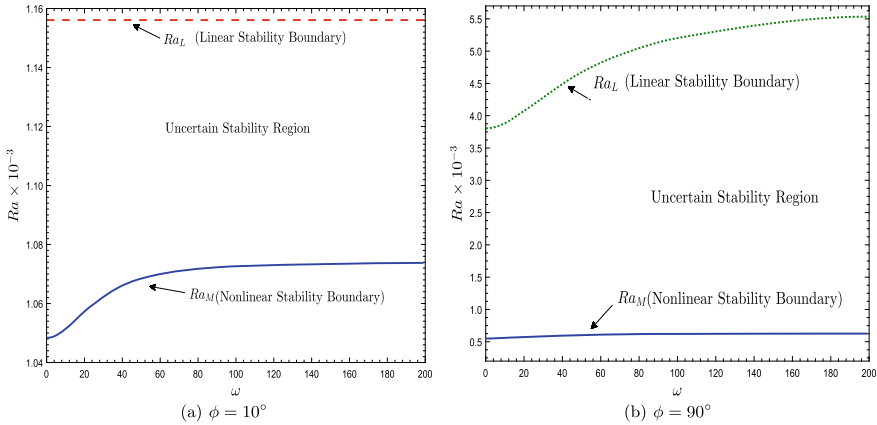 1.16
1.14
1.12
1.10
1.08
1.06
1.04
Ra × 10⁻³
Ra_L (Linear Stability Boundary)
Uncertain Stability Region
Ra_M(Nonlinear Stability Boundary)
0 20 40 60 80 100 120 140 160 180 200
ω
(a) ϕ = 10°
5.5
5.0
4.5
4.0
3.5
3.0
2.5
2.0
1.5
1.0
0.5
Ra × 10⁻³
Ra_L (Linear Stability Boundary)
Uncertain Stability Region
Ra_M(Nonlinear Stability Boundary)
0 20 40 60 80 100 120 140 160 180 200
ω
(b) ϕ = 90°